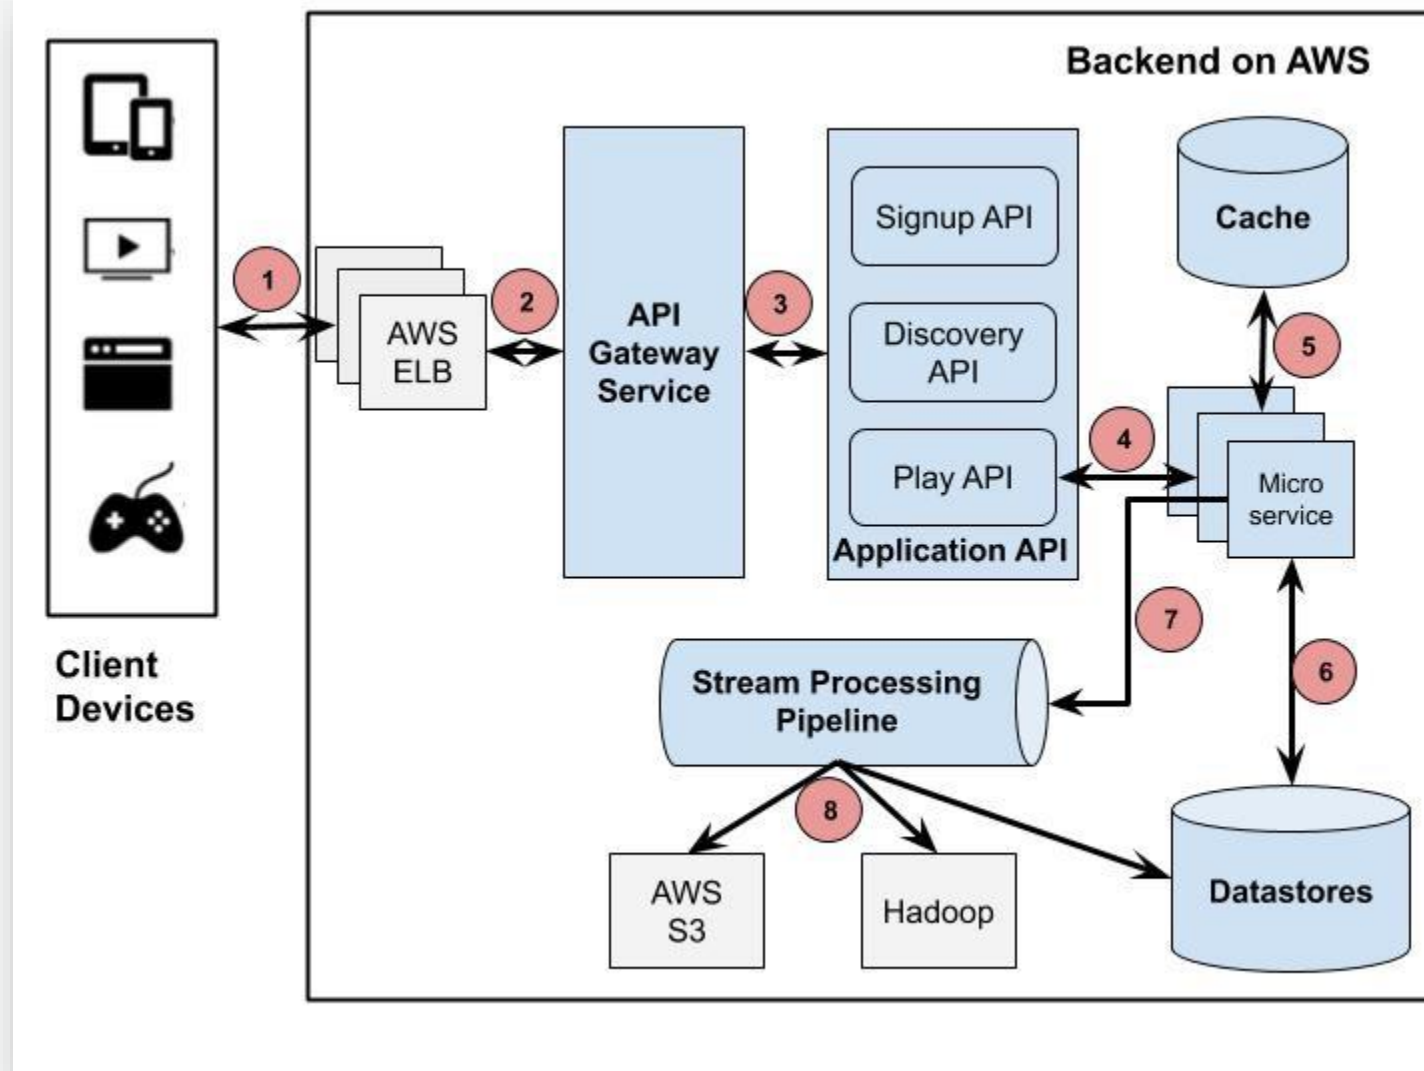 Backend on AWS
Client
Devices
1
AWS
ELB
2
API
Gateway
Service
3
Signup API
Discovery
API
Play API
Application API
4
Cache
5
Micro
service
6
7
Stream Processing
Pipeline
8
AWS
S3
Hadoop
Datastores